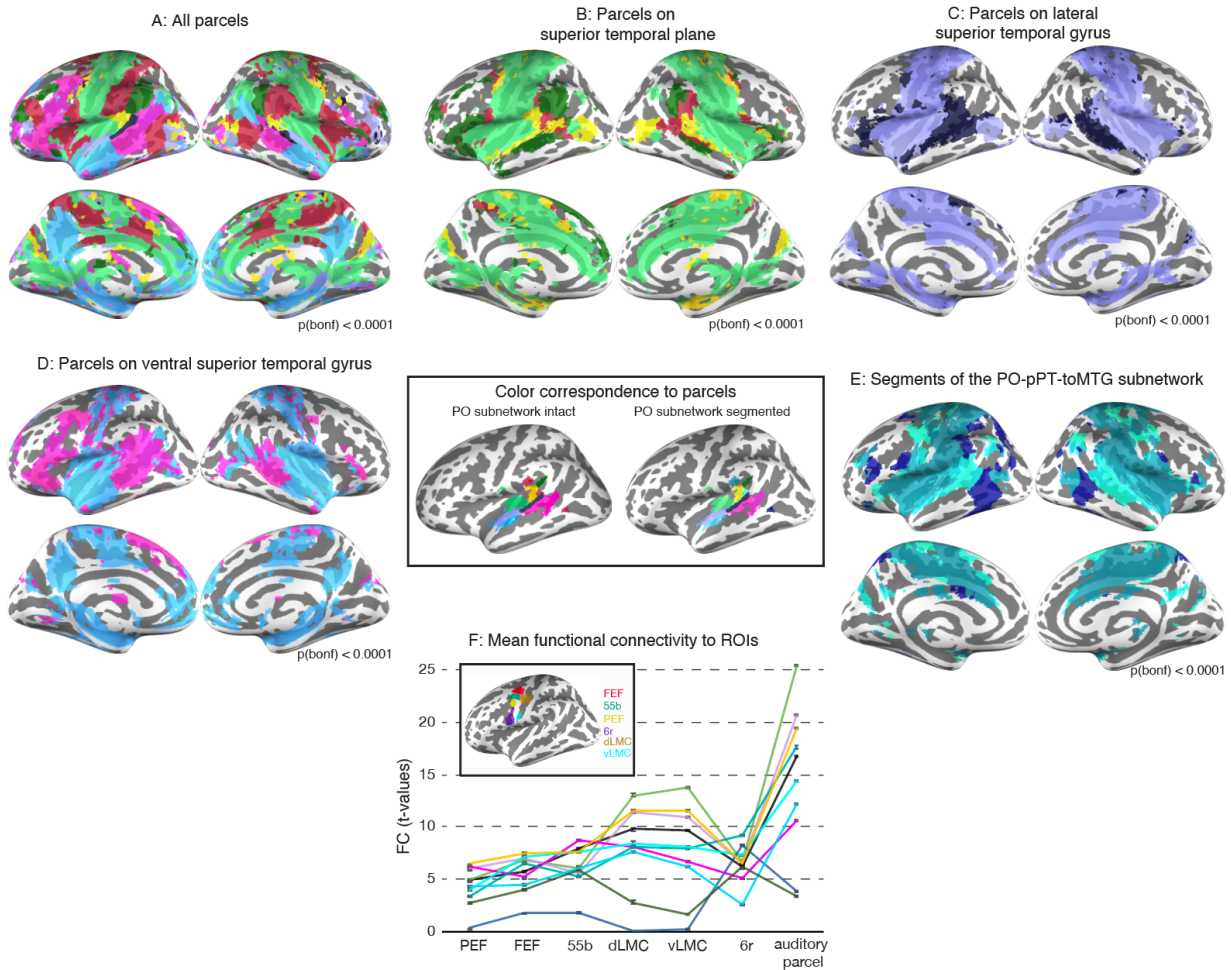 A: All parcels
B: Parcels on
superior temporal plane
C: Parcels on lateral
superior temporal gyrus
p(bonf) < 0.0001
p(bonf) < 0.0001
p(bonf) < 0.0001
D: Parcels on ventral superior temporal gyrus
p(bonf) < 0.0001
Color correspondence to parcels
PO subnetwork intact
PO subnetwork segmented
E: Segments of the PO-pPT-toMTG subnetwork
p(bonf) < 0.0001
F: Mean functional connectivity to ROIs
FEF
55b
PEF
6r
dLMC
vLMC
FC (t-values)
25
20
15
10
5
0
PEF
FEF
55b
dLMC
vLMC
6r
auditory
parcel